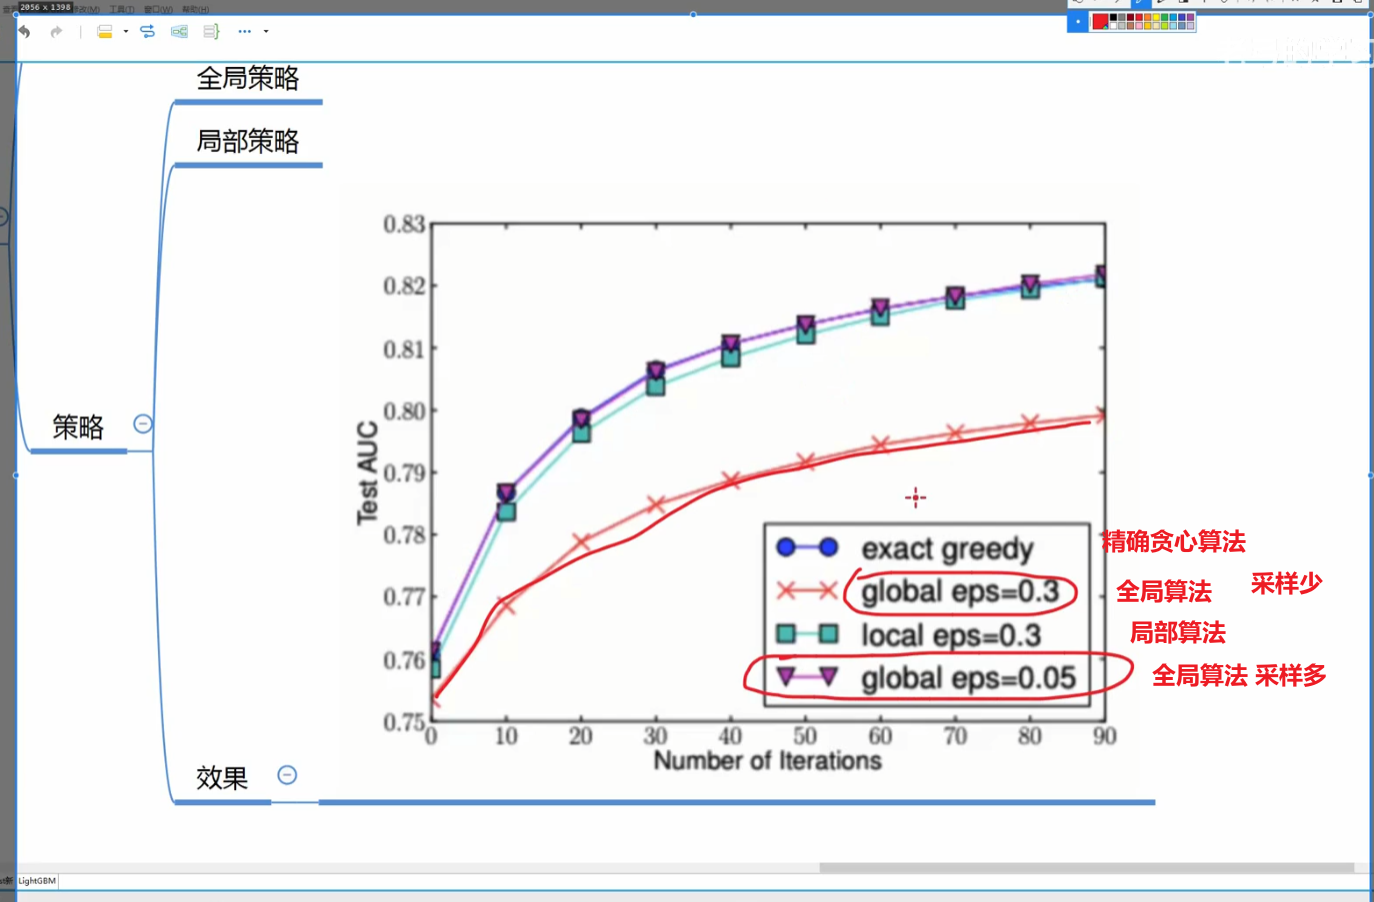 2056 x 1398
修改(M) 工具(T) 窗口(W) 帮助(H)
全局策略
局部策略
策略
效果
0.83
0.82
0.81
0.80
0.79
0.78
0.77
0.76
0.75
Test AUC
0 10 20 30 40 50 60 70 80 90
Number of Iterations
exact greedy 精确贪心算法
global eps=0.3 全局算法 采样少
local eps=0.3 局部算法
global eps=0.05 全局算法 采样多
LightGBM